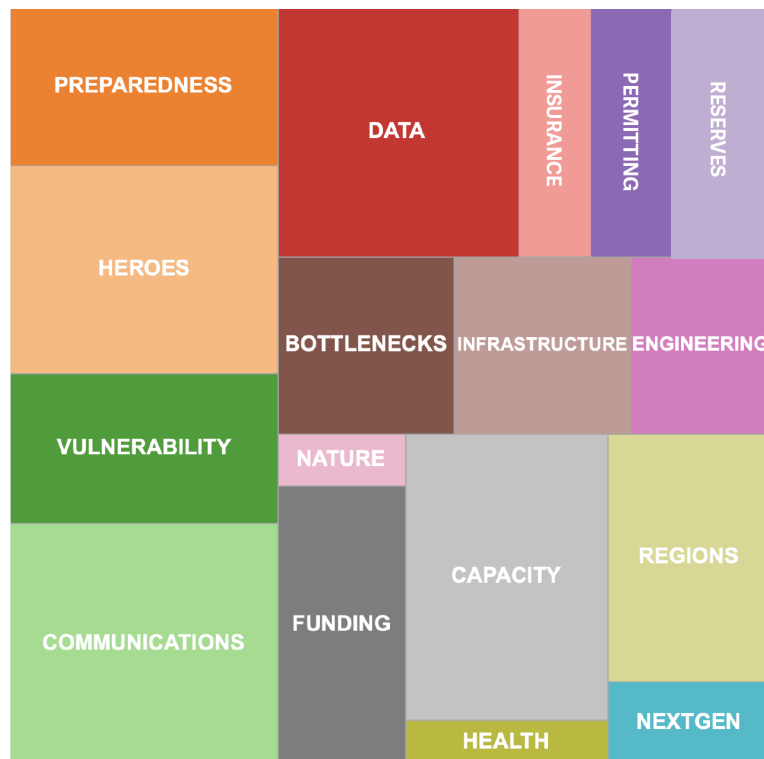 PREPAREDNESS
HEROES
VULNERABILITY
COMMUNICATIONS
DATA
INSURANCE
PERMITTING
RESERVES
BOTTLENECKS
INFRASTRUCTURE
ENGINEERING
NATURE
FUNDING
CAPACITY
HEALTH
REGIONS
NEXTGEN